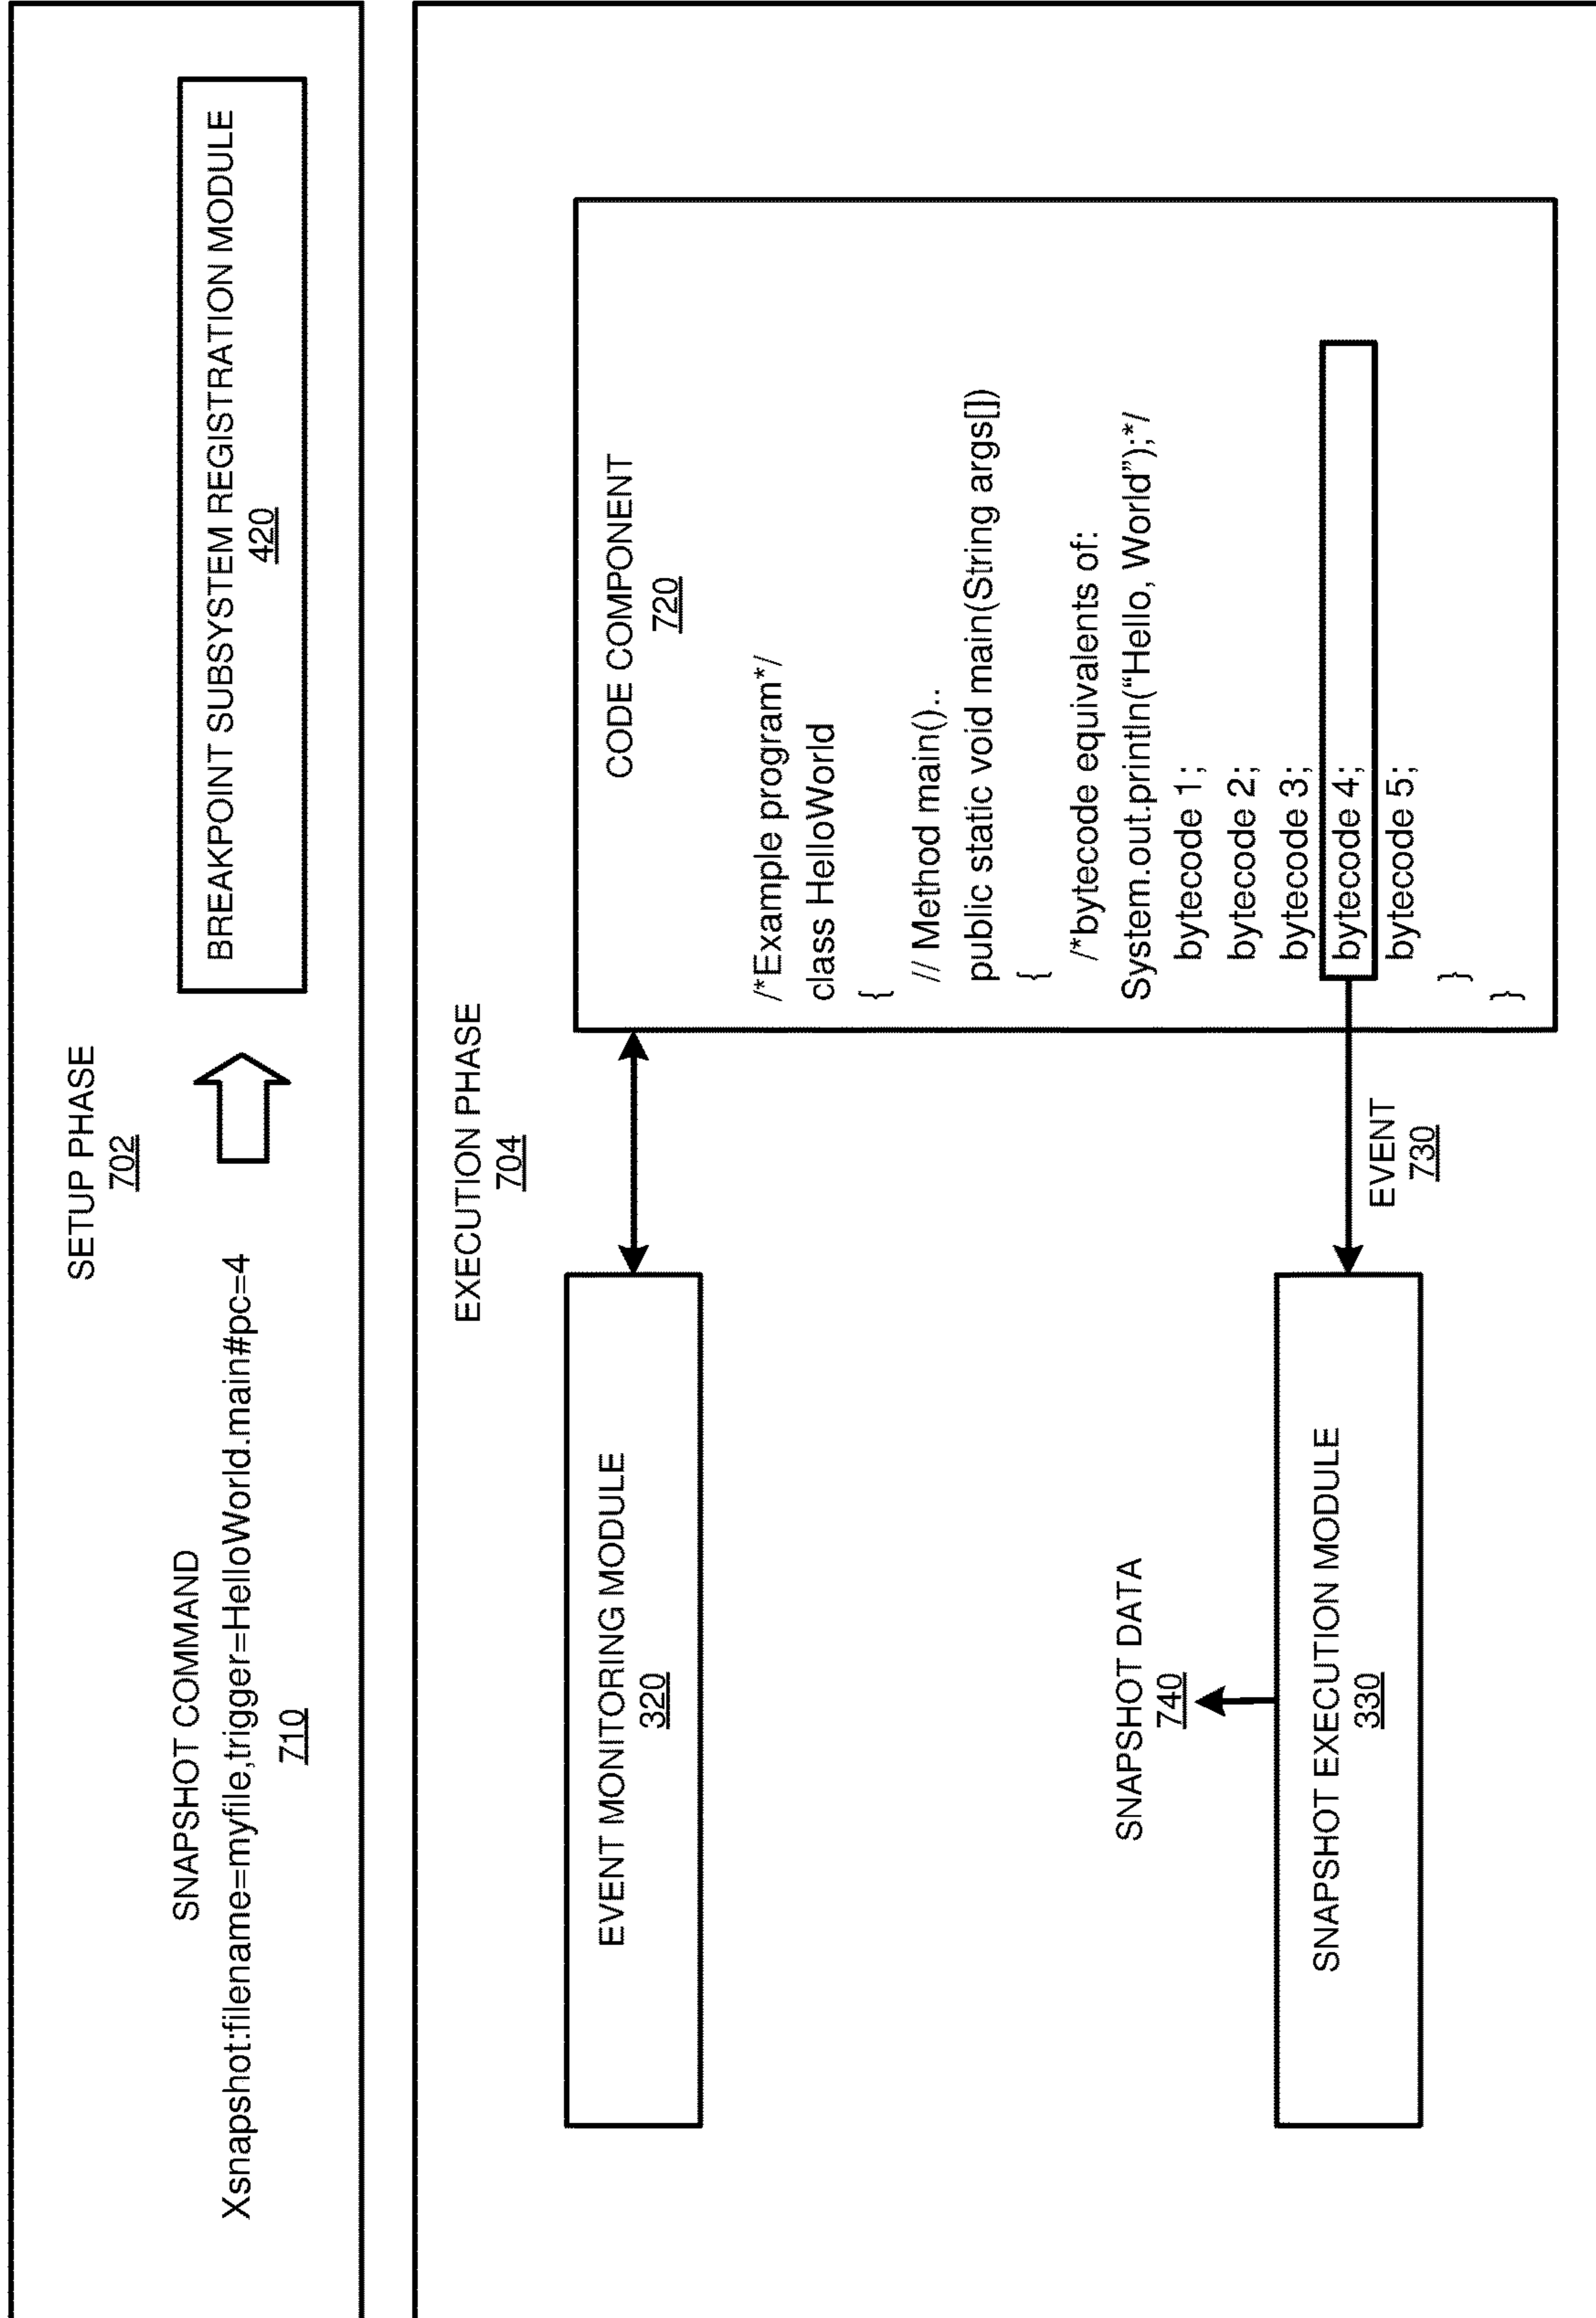 SETUP PHASE
702
SNAPSHOT COMMAND
Xsnapshot:filename=myfile,trigger=HelloWorld.main#pc=4
710
BREAKPOINT SUBSYSTEM REGISTRATION MODULE
420
EXECUTION PHASE
704
EVENT MONITORING MODULE
320
SNAPSHOT DATA
740
SNAPSHOT EXECUTION MODULE
330
EVENT
730
CODE COMPONENT
720
/*Example program*/
class HelloWorld
{
// Method main()..
public static void main(String args[])
{
/*bytecode equivalents of:
System.out.println(“Hello, World”);*/
bytecode 1;
bytecode 2;
bytecode 3;
bytecode 4;
bytecode 5;
}
}